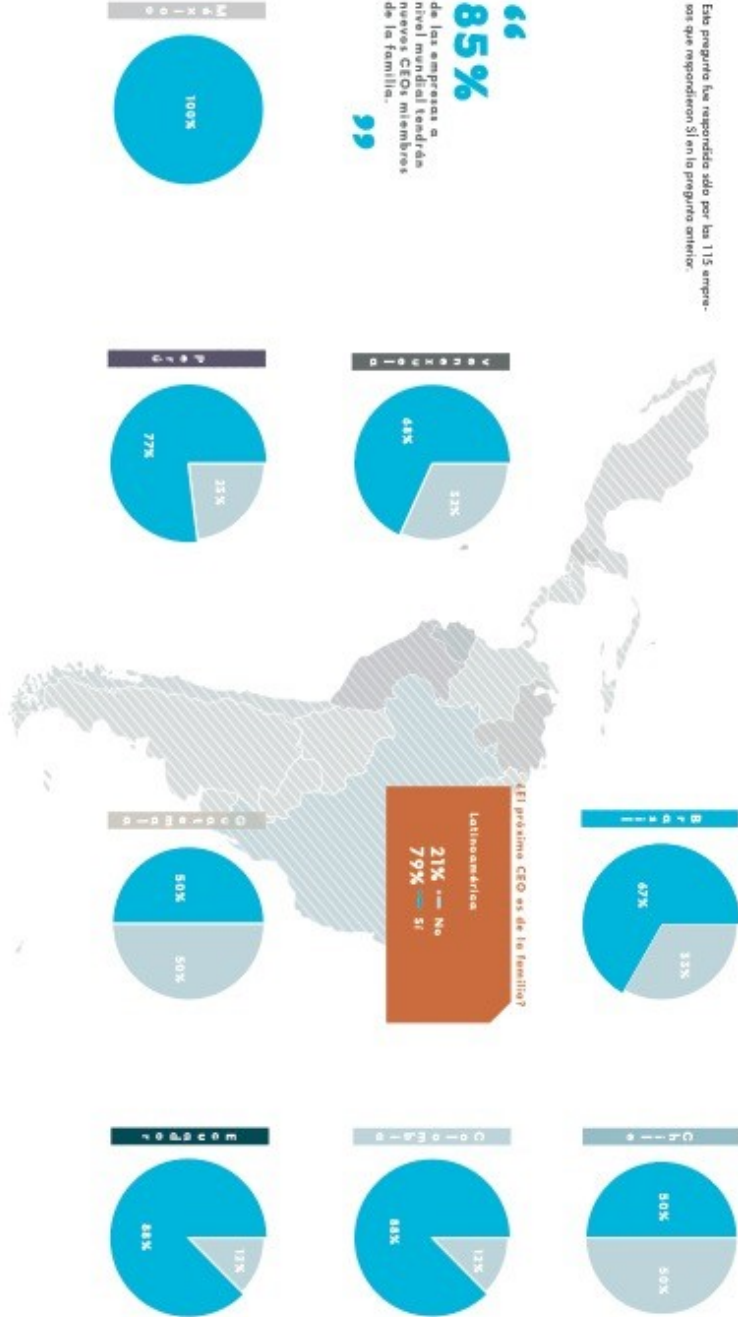 Esta pregunta fue respondida sólo por las 115 empre-
sas que respondieron SÍ en la pregunta anterior.
Brasil
67%
33%
Chile
50%
50%
“
85%
de las empresas a
nivel mundial tendrán
nuevos CEOs miembros
de la familia.
”
venezuela
68%
32%
¿El próximo CEO es de la familia?
Latinoamérica
21% No
79% Sí
Colombia
88%
12%
México
100%
Perú
77%
23%
Guatemala
50%
50%
Ecuador
88%
12%